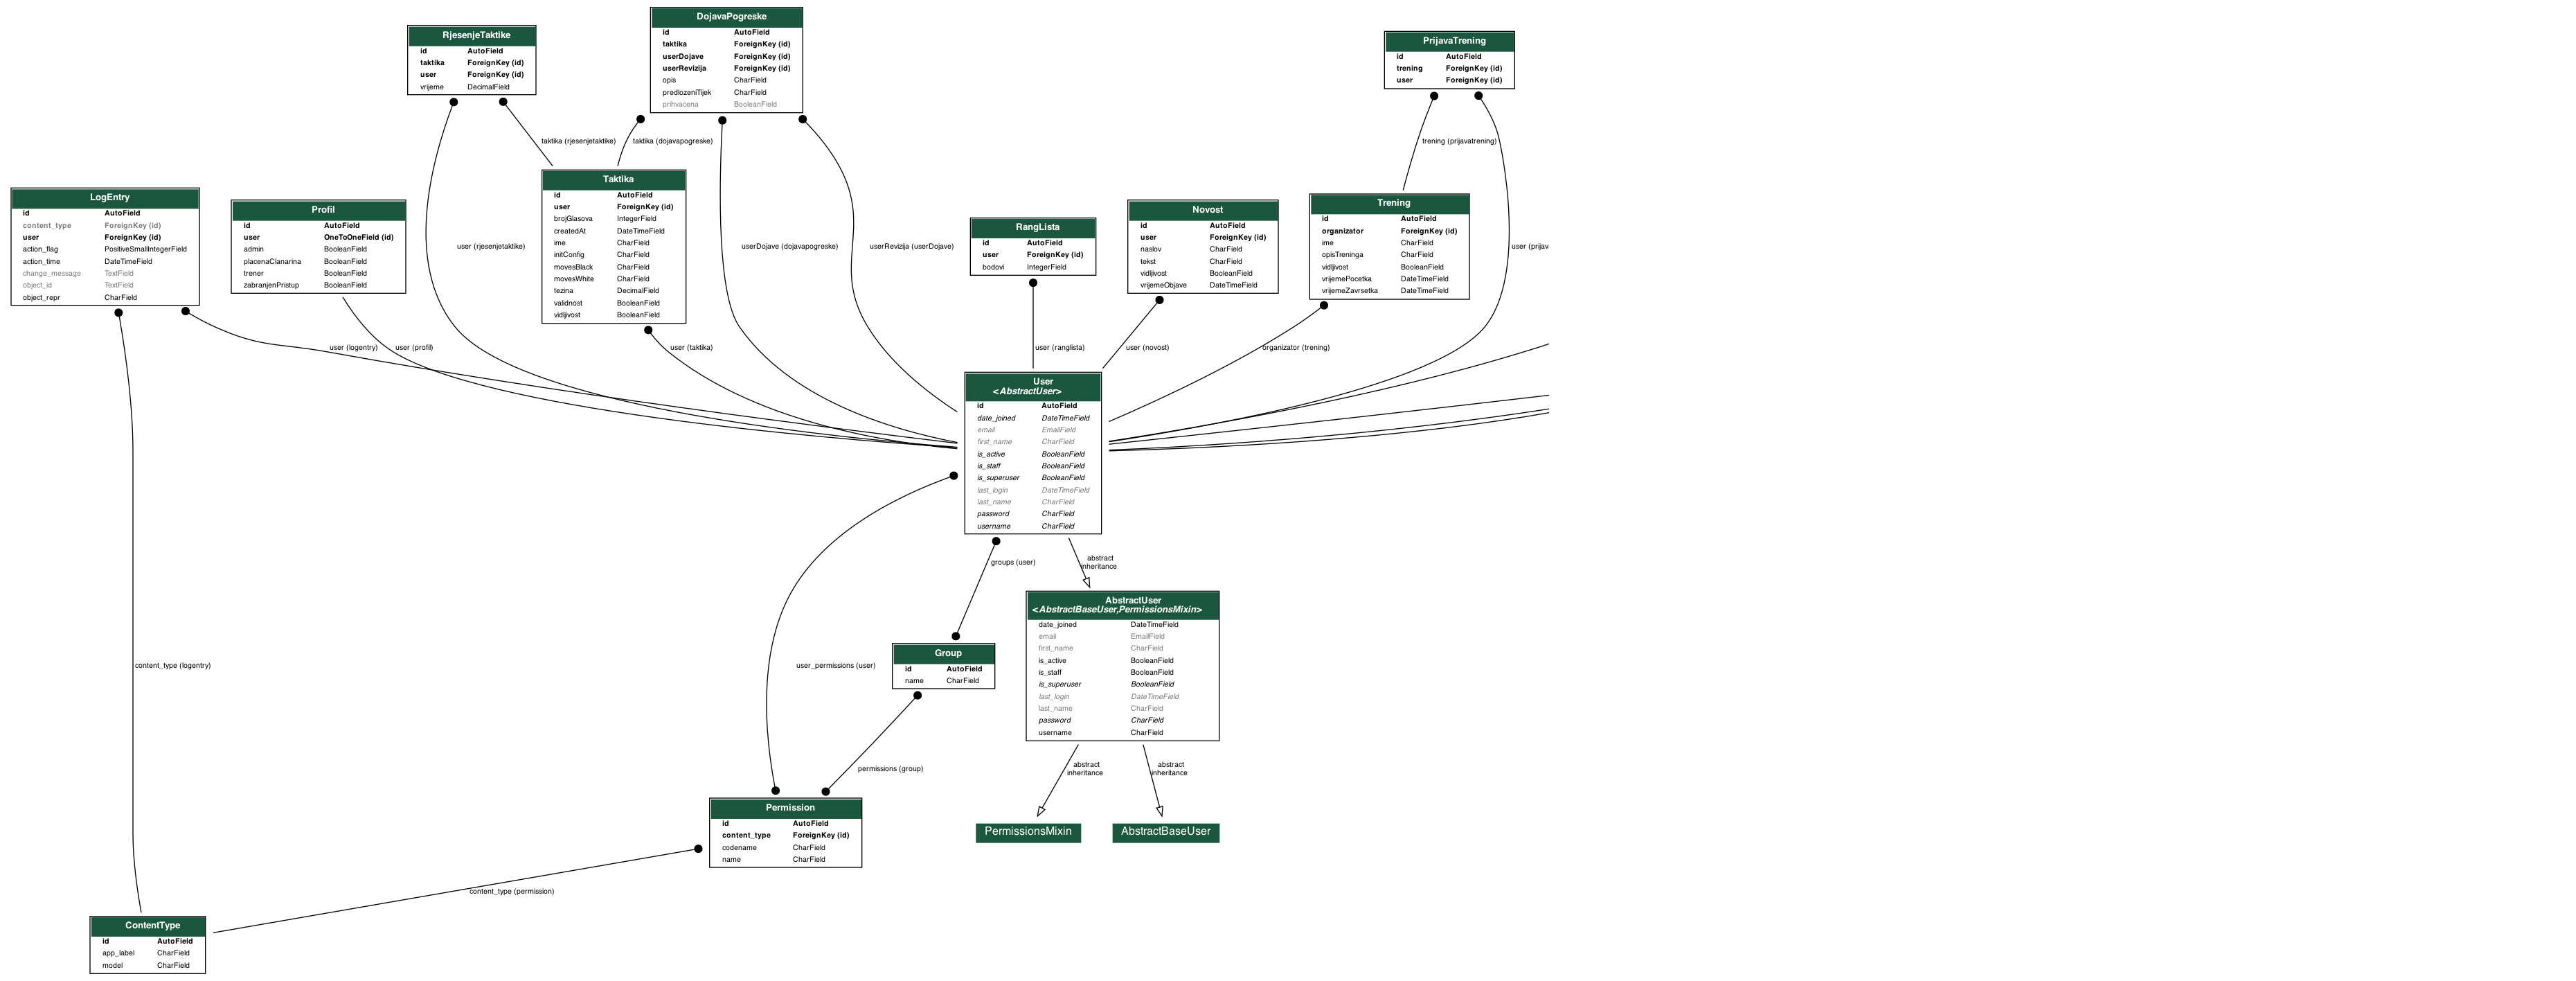 DojavaPogreske
id AutoField
taktika ForeignKey (id)
userDojave ForeignKey (id)
userRevizija ForeignKey (id)
opis CharField
predlozeniTijek CharField
prihvacena BooleanField
RjesenjeTaktike
id AutoField
taktika ForeignKey (id)
user ForeignKey (id)
vrijeme DecimalField
PrijavaTrening
id AutoField
trening ForeignKey (id)
user ForeignKey (id)
taktika (rjesenjetaktike)
taktika (dojavapogreske)
trening (prijavatrening)
LogEntry
id AutoField
content_type ForeignKey (id)
user ForeignKey (id)
action_flag PositiveSmallIntegerField
action_time DateTimeField
change_message TextField
object_id TextField
object_repr CharField
Profil
id AutoField
user OneToOneField (id)
admin BooleanField
placenaClanarina BooleanField
trener BooleanField
zabranjenPristup BooleanField
user (rjesenjetaktike)
Taktika
id AutoField
user ForeignKey (id)
brojGlasova IntegerField
createdAt DateTimeField
ime CharField
initConfig CharField
movesBlack CharField
movesWhite CharField
tezina DecimalField
validnost BooleanField
vidljivost BooleanField
userDojave (dojavapogreske)
userRevizija (userDojave)
RangLista
id AutoField
user ForeignKey (id)
bodovi IntegerField
Novost
id AutoField
user ForeignKey (id)
naslov CharField
tekst CharField
vidljivost BooleanField
vrijemeObjave DateTimeField
Trening
id AutoField
organizator ForeignKey (id)
ime CharField
opisTreninga CharField
vidljivost BooleanField
vrijemePocetka DateTimeField
vrijemeZavrsetka DateTimeField
user (prijav
user (logentry)
user (profil)
user (taktika)
user (ranglista)
user (novost)
organizator (trening)
User
<AbstractUser>
id AutoField
date_joined DateTimeField
email EmailField
first_name CharField
is_active BooleanField
is_staff BooleanField
is_superuser BooleanField
last_login DateTimeField
last_name CharField
password CharField
username CharField
groups (user)
abstract
inheritance
AbstractUser
<AbstractBaseUser,PermissionsMixin>
date_joined DateTimeField
email EmailField
first_name CharField
is_active BooleanField
is_staff BooleanField
is_superuser BooleanField
last_login DateTimeField
last_name CharField
password CharField
username CharField
content_type (logentry)
user_permissions (user)
Group
id AutoField
name CharField
permissions (group)
abstract
inheritance
abstract
inheritance
Permission
id AutoField
content_type ForeignKey (id)
codename CharField
name CharField
PermissionsMixin
AbstractBaseUser
content_type (permission)
ContentType
id AutoField
app_label CharField
model CharField